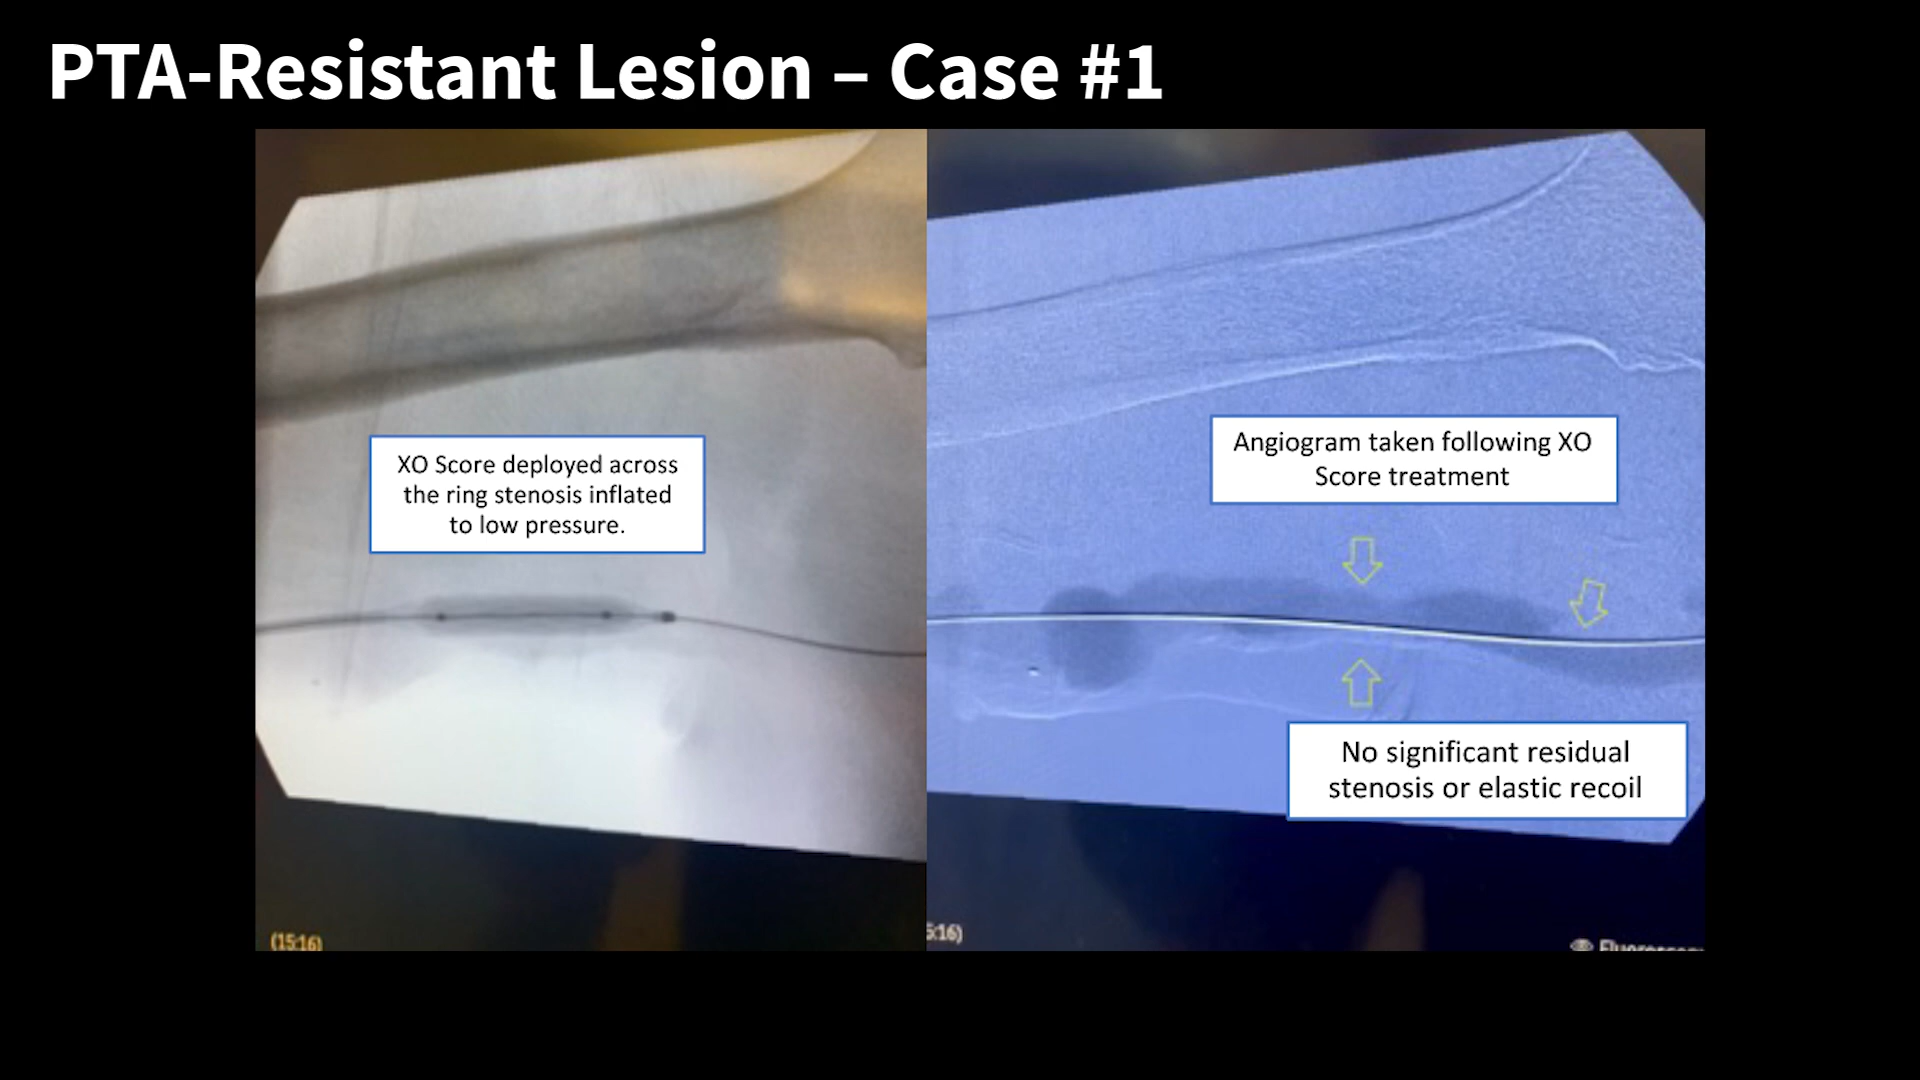 PTA-Resistant Lesion – Case #1
XO Score deployed across
the ring stenosis inflated
to low pressure.
Angiogram taken following XO
Score treatment
No significant residual
stenosis or elastic recoil
(15:16)
5:16)